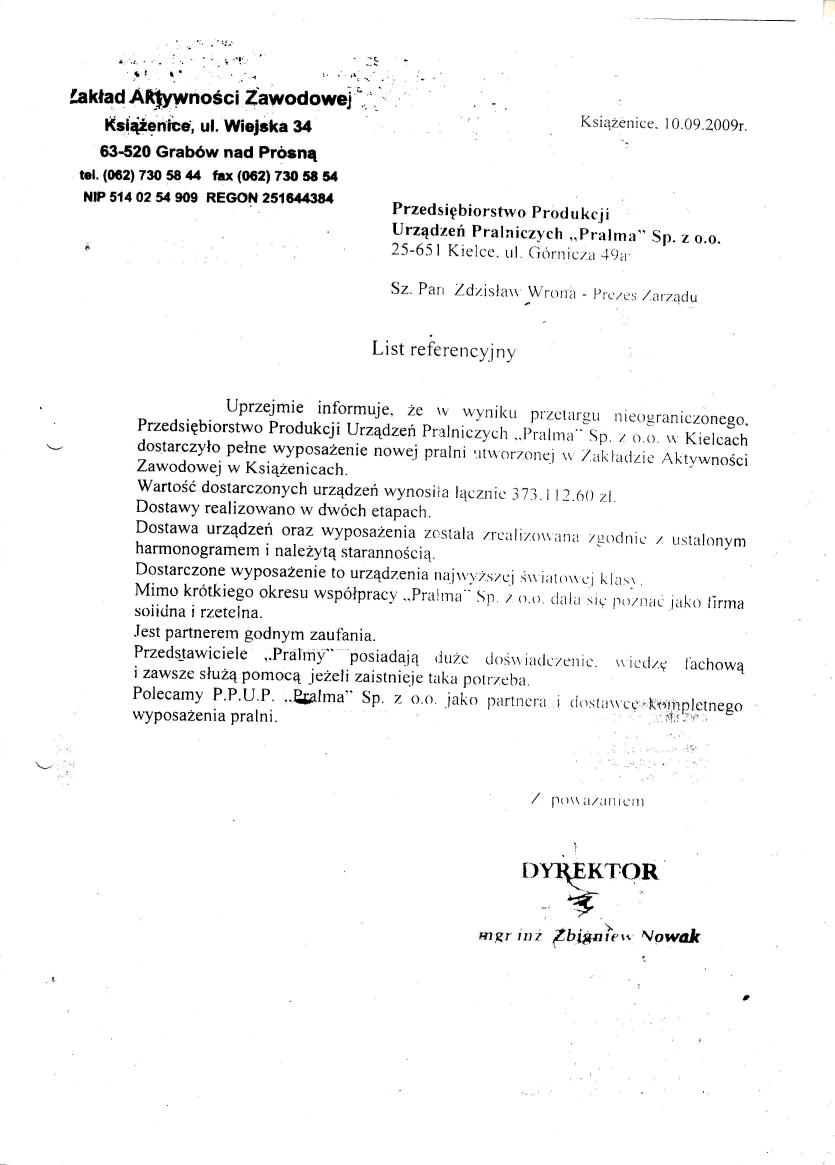 Zakład Aktywności Zawodowej
Książenice, ul. Wiejska 34
63-520 Grabów nad Prosną
tel. (062) 730 58 44 fax (062) 730 58 54
NIP 514 02 54 909 REGON 251644384
Książenice, 10.09.2009r.
Przedsiębiorstwo Produkcji
Urządzeń Pralniczych „Pralma" Sp. z o.o.
25-651 Kielce, ul. Górnicza 49a
Sz. Pan Zdzisław Wrona - Prezes Zarządu
List referencyjny
Uprzejmie informuje, że w wyniku przetargu nieograniczonego,
Przedsiębiorstwo Produkcji Urządzeń Pralniczych „Pralma" Sp. z o.o. w Kielcach
dostarczyło pełne wyposażenie nowej pralni utworzonej w Zakładzie Aktywności
Zawodowej w Książenicach.
Wartość dostarczonych urządzeń wynosiła łącznie 373.112.60 zł.
Dostawy realizowano w dwóch etapach.
Dostawa urządzeń oraz wyposażenia została zrealizowana zgodnie z ustalonym
harmonogramem i należytą starannością.
Dostarczone wyposażenie to urządzenia najwyższej światowej klasy.
Mimo krótkiego okresu współpracy „Pralma" Sp. z o.o. dała się poznać jako firma
solidna i rzetelna.
Jest partnerem godnym zaufania.
Przedstawiciele „Pralmy" posiadają duże doświadczenie, wiedzę fachową
i zawsze służą pomocą jeżeli zaistnieje taka potrzeba.
Polecamy P.P.U.P. „Pralma" Sp. z o.o. jako partnera i dostawcę kompletnego
wyposażenia pralni.
Z poważaniem
DYREKTOR
mgr inż Zbigniew Nowak